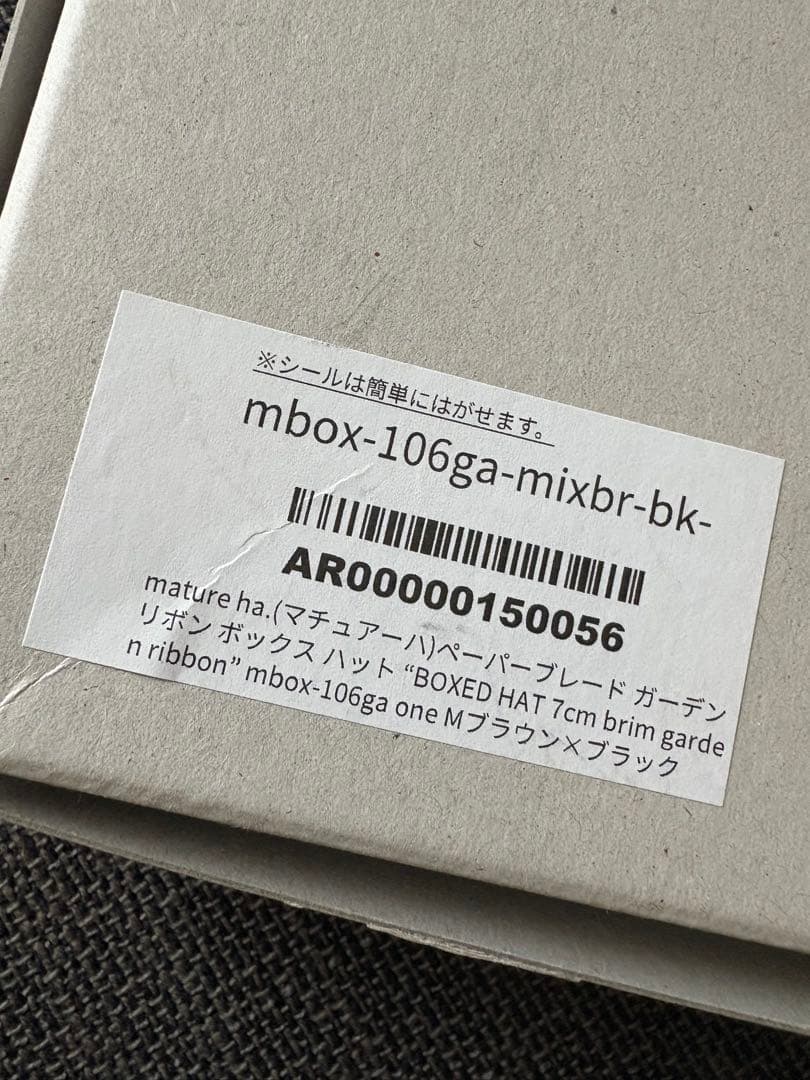 ※シールは簡単にはがせます。
mbox-106ga-mixbr-bk-
AR00000150056
mature ha.(マチュアーハ)ペーパーブレード ガーデン
リボン ボックス ハット “BOXED HAT 7cm brim garde
n ribbon” mbox-106ga one Mブラウン×ブラック